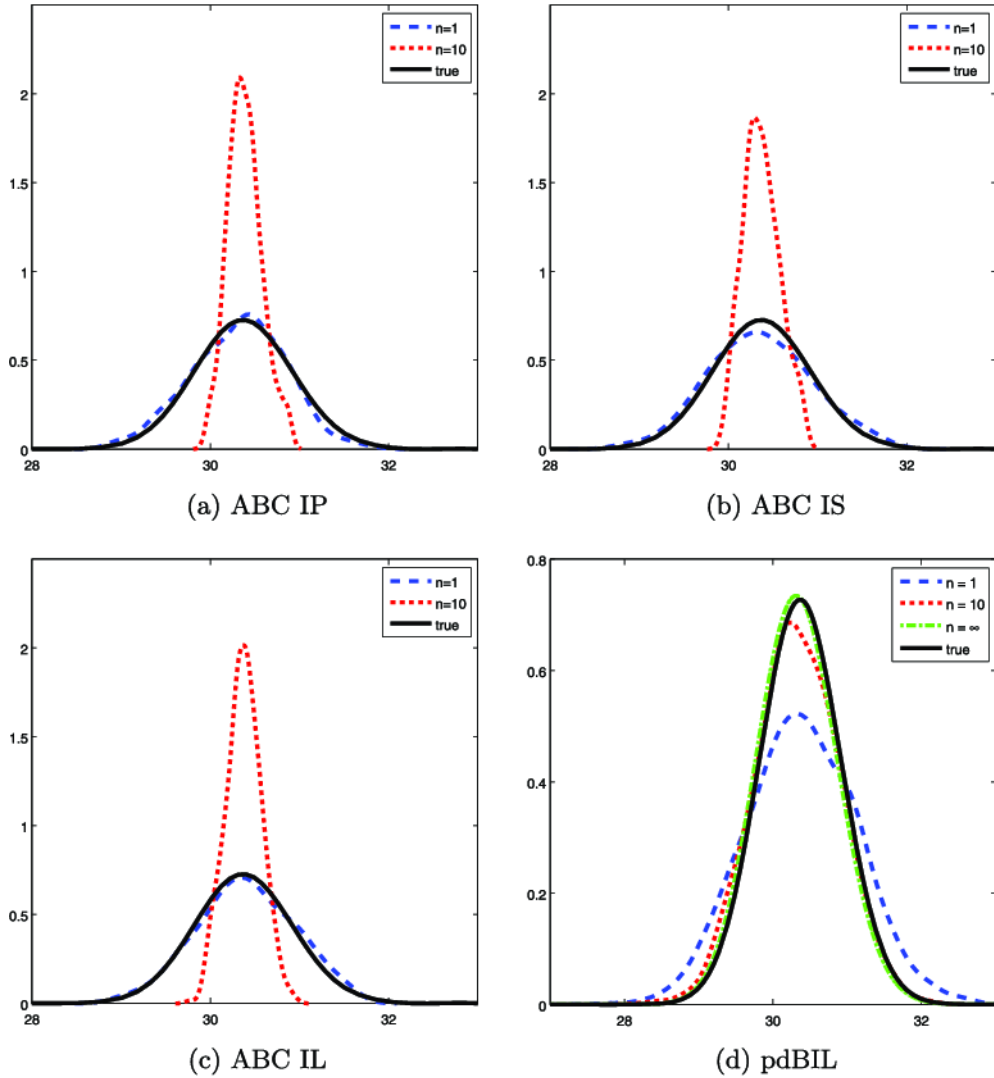 n=1
n=10
true
2
1.5
1
0.5
0
28
30
32
(a) ABC IP
n=1
n=10
true
2
1.5
1
0.5
0
28
30
32
(b) ABC IS
n=1
n=10
true
2
1.5
1
0.5
0
28
30
32
(c) ABC IL
0.8
n = 1
n = 10
n = ∞
true
0.6
0.4
0.2
0
28
30
32
(d) pdBIL